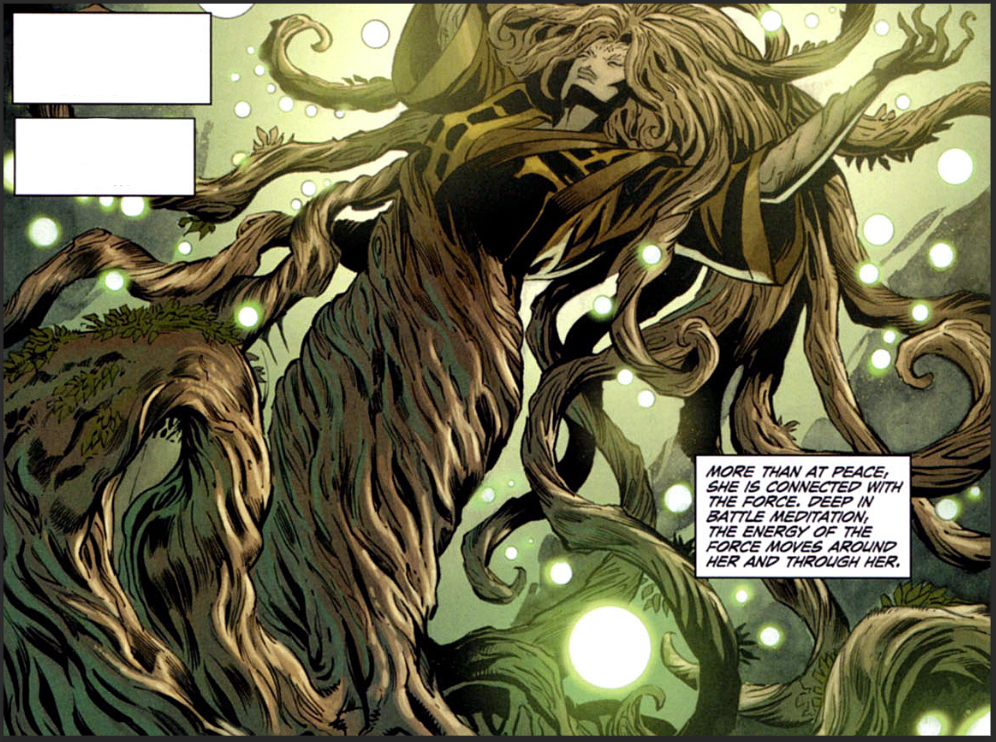 MORE THAN AT PEACE,
SHE IS CONNECTED WITH
THE FORCE. DEEP IN
BATTLE MEDITATION,
THE ENERGY OF THE
FORCE MOVES AROUND
HER AND THROUGH HER.